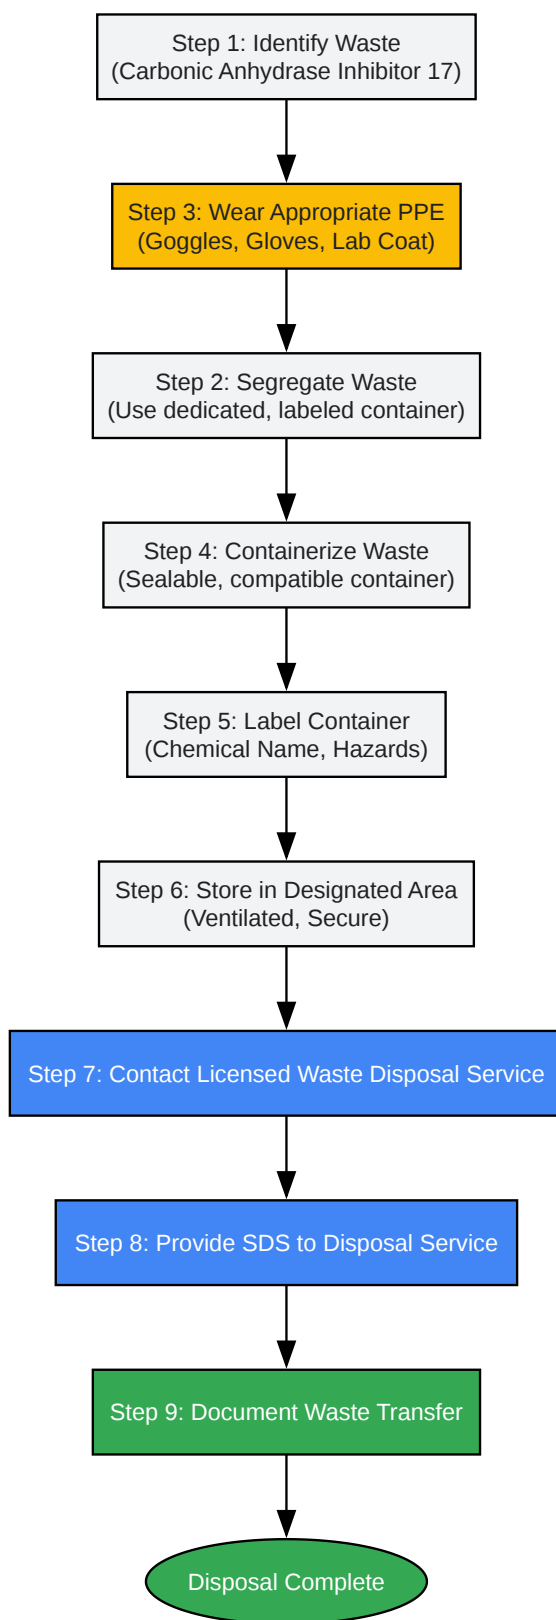 Step 1: Identify Waste
(Carbonic Anhydrase Inhibitor 17)
Step 3: Wear Appropriate PPE
(Goggles, Gloves, Lab Coat)
Step 2: Segregate Waste
(Use dedicated, labeled container)
Step 4: Containerize Waste
(Sealable, compatible container)
Step 5: Label Container
(Chemical Name, Hazards)
Step 6: Store in Designated Area
(Ventilated, Secure)
Step 7: Contact Licensed Waste Disposal Service
Step 8: Provide SDS to Disposal Service
Step 9: Document Waste Transfer
Disposal Complete